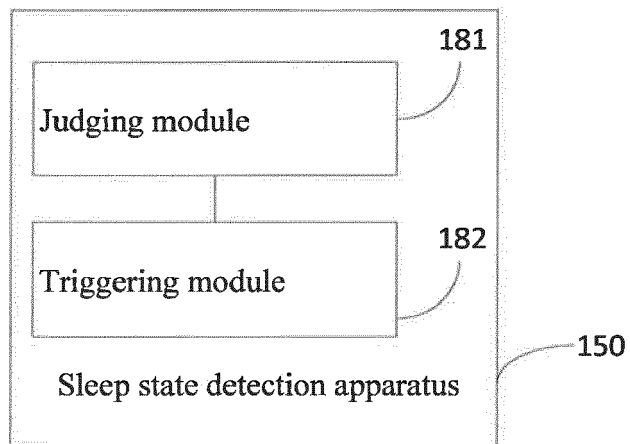 181
Judging module
182
Triggering module
150
Sleep state detection apparatus